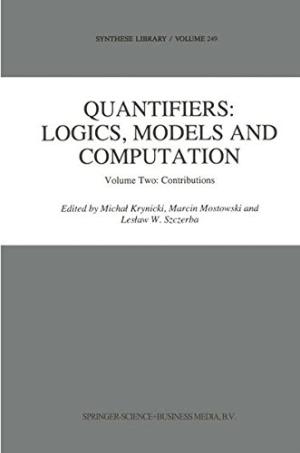 SYNTHESE LIBRARY / VOLUME 249
QUANTIFIERS:
LOGICS, MODELS AND
COMPUTATION
Volume Two: Contributions
Edited by Michał Krynicki, Marcin Mostowski and
Lesław W. Szczerba
SPRINGER-SCIENCE+BUSINESS MEDIA, B.V.